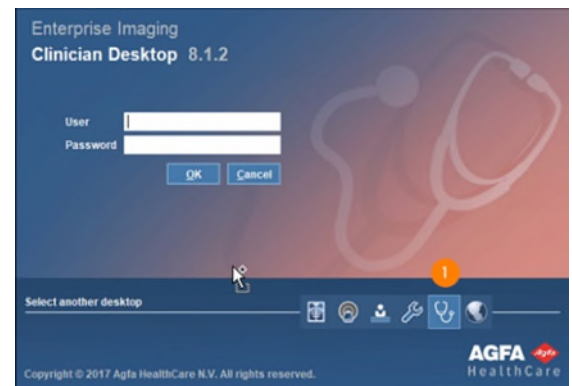 Enterprise Imaging
Clinician Desktop 8.1.2
User
Password
OK Cancel
1
Select another desktop
AGFA
HealthCare
Copyright © 2017 Agfa HealthCare N.V. All rights reserved.